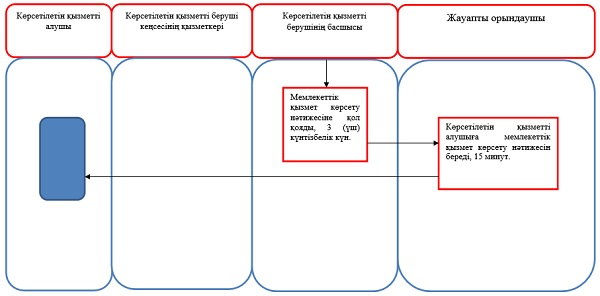 Көрсетілетін қызметті
алушы
Көрсетілетін қызметті беруші
кеңсесінің қызметкері
Көрсетілетін қызметті
берушінің басшысы
Жауапты орындаушы
Мемлекеттік
қызмет көрсету
нәтижесіне қол
қояды, 3 (үш)
күнтізбелік күн.
Көрсетілетін қызметті
алушыға мемлекеттік
қызмет көрсету нәтижесін
береді, 15 минут.